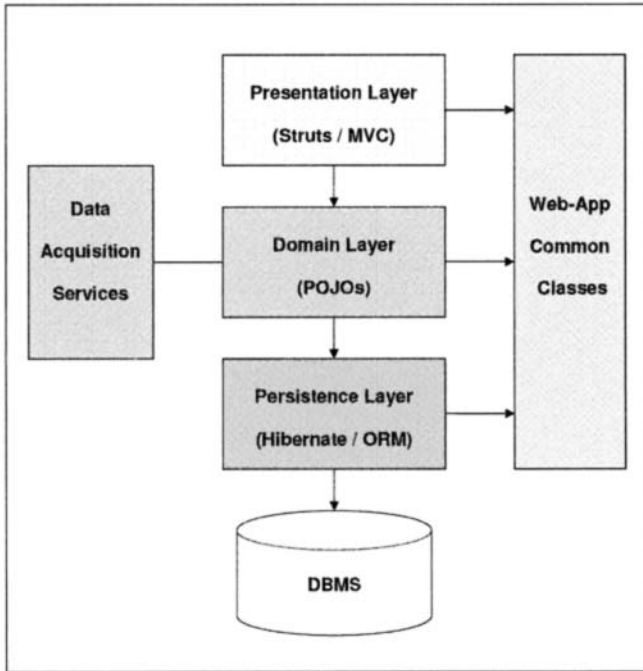 Presentation Layer
(Struts / MVC)
Data
Acquisition
Services
Domain Layer
(POJOs)
Web-App
Common
Classes
Persistence Layer
(Hibernate / ORM)
DBMS